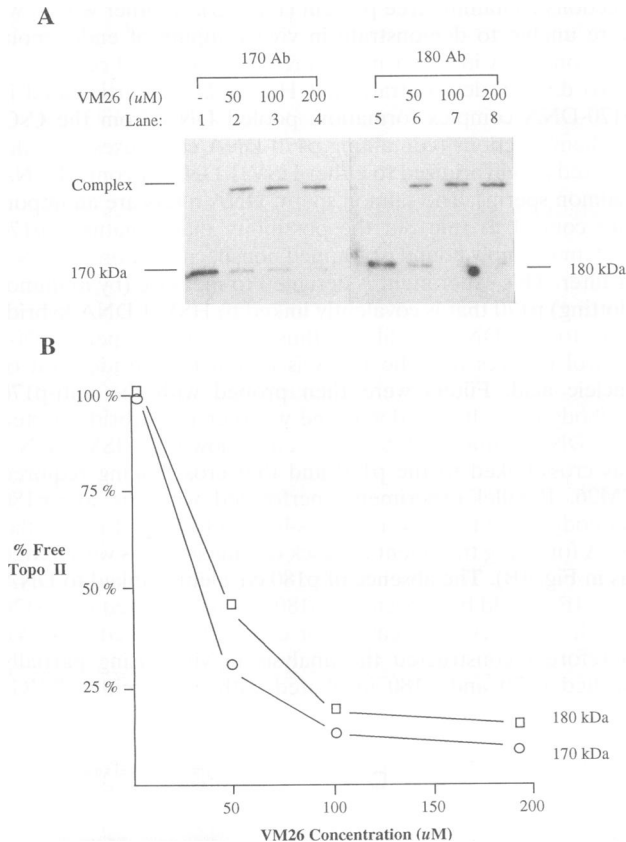 A
170 Ab 180 Ab
VM26 (uM) - 50 100 200 - 50 100 200
Lane: 1 3 4 6 7 8
Complex
170 kDa 180 kDa
B
100 %
75%
% Free
Topo II
50%
25%
180 kDa
170 kDa
50 100 150 200
VM26 Concentration (uM)